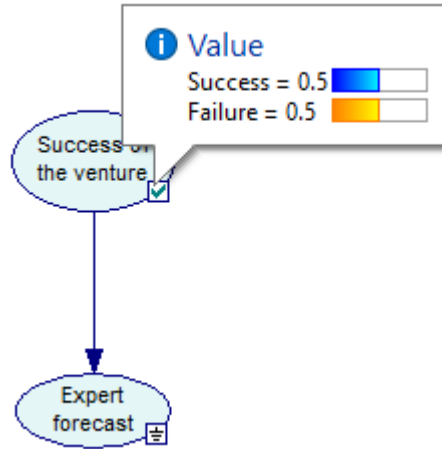 Value
Success = 0.5
Failure = 0.5
Success of
the venture
Expert
forecast